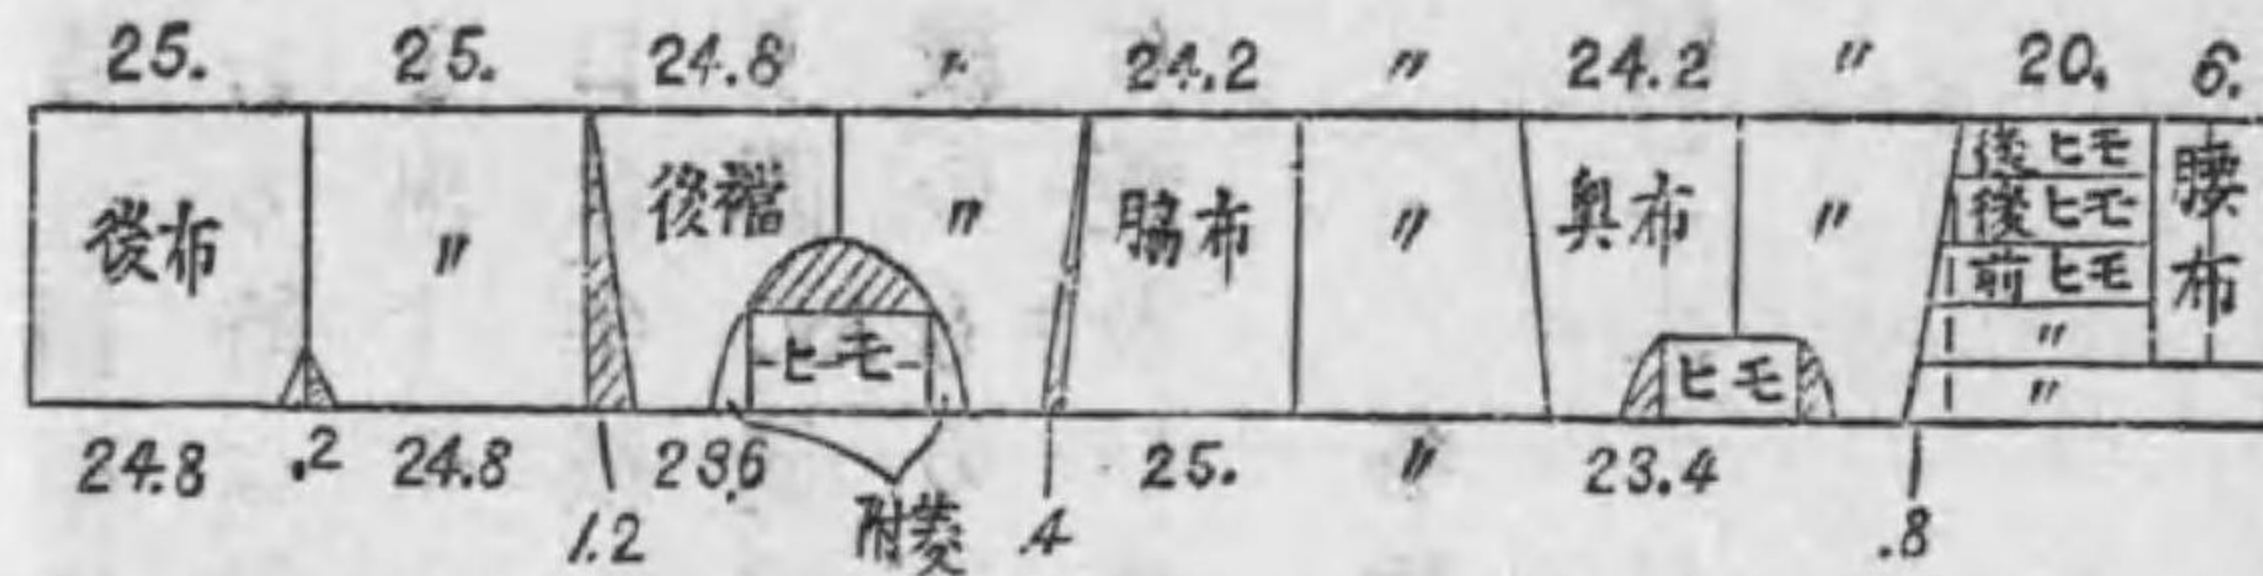 25. 25. 24.8 〃 24.2 〃 24.2 〃 20. 6.
後布 〃 後襠 〃 脇布 〃 奥布 〃
後ヒモ
後ヒモ
前ヒモ
〃
〃
腰布
ヒモ
ヒモ
24.8 .2 24.8 23.6 25. 〃 23.4
1.2 附菱 .4 .8